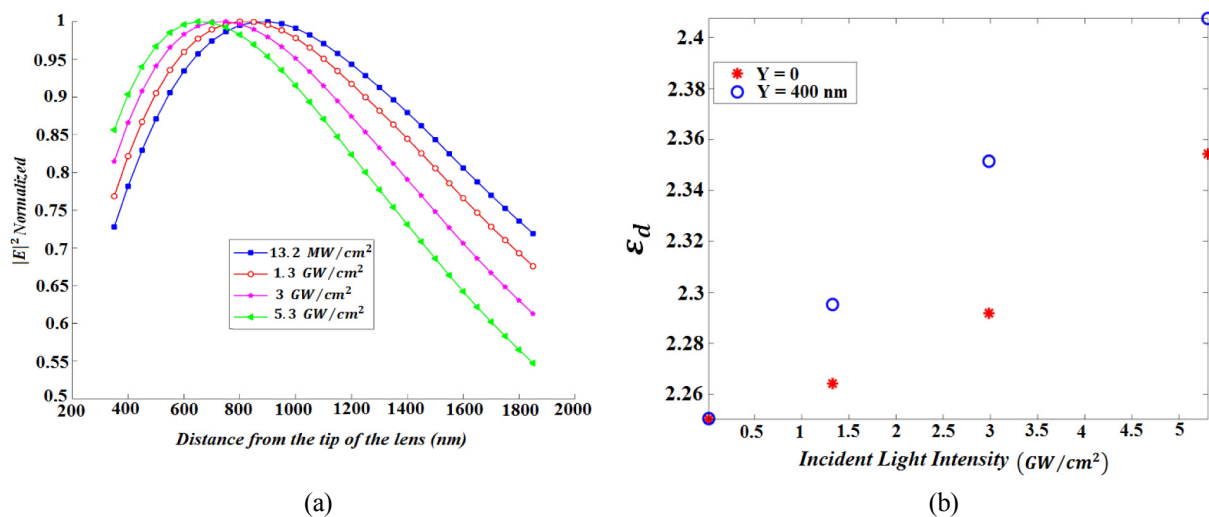 1
0.95
0.9
0.85
0.8
0.75
0.7
0.65
0.6
0.55
0.5
|E|² Normalized
13.2 MW/cm²
1.3 GW/cm²
3 GW/cm²
5.3 GW/cm²
200 400 600 800 1000 1200 1400 1600 1800 2000
Distance from the tip of the lens (nm)
(a)
2.4
2.38
2.36
2.34
2.32
2.3
2.28
2.26
ε_d
Y = 0
Y = 400 nm
0.5 1 1.5 2 2.5 3 3.5 4 4.5 5
Incident Light Intensity (GW/cm²)
(b)